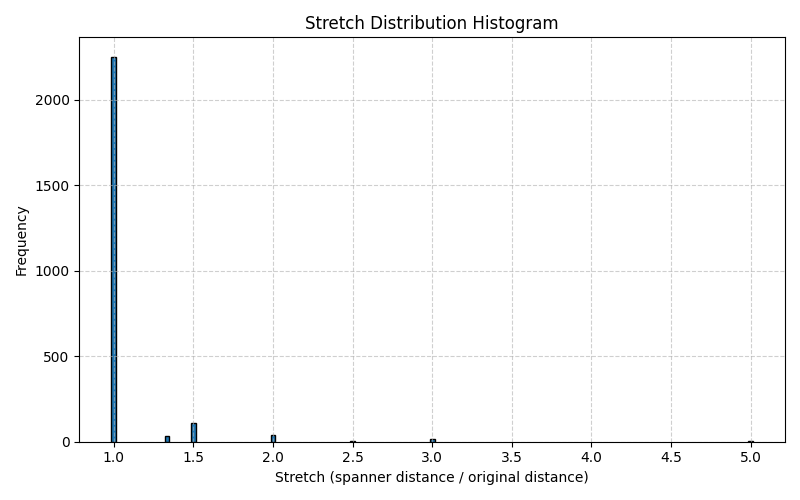 Stretch Distribution Histogram
Frequency
2000
1500
1000
500
0
1.0 1.5 2.0 2.5 3.0 3.5 4.0 4.5 5.0
Stretch (spanner distance / original distance)